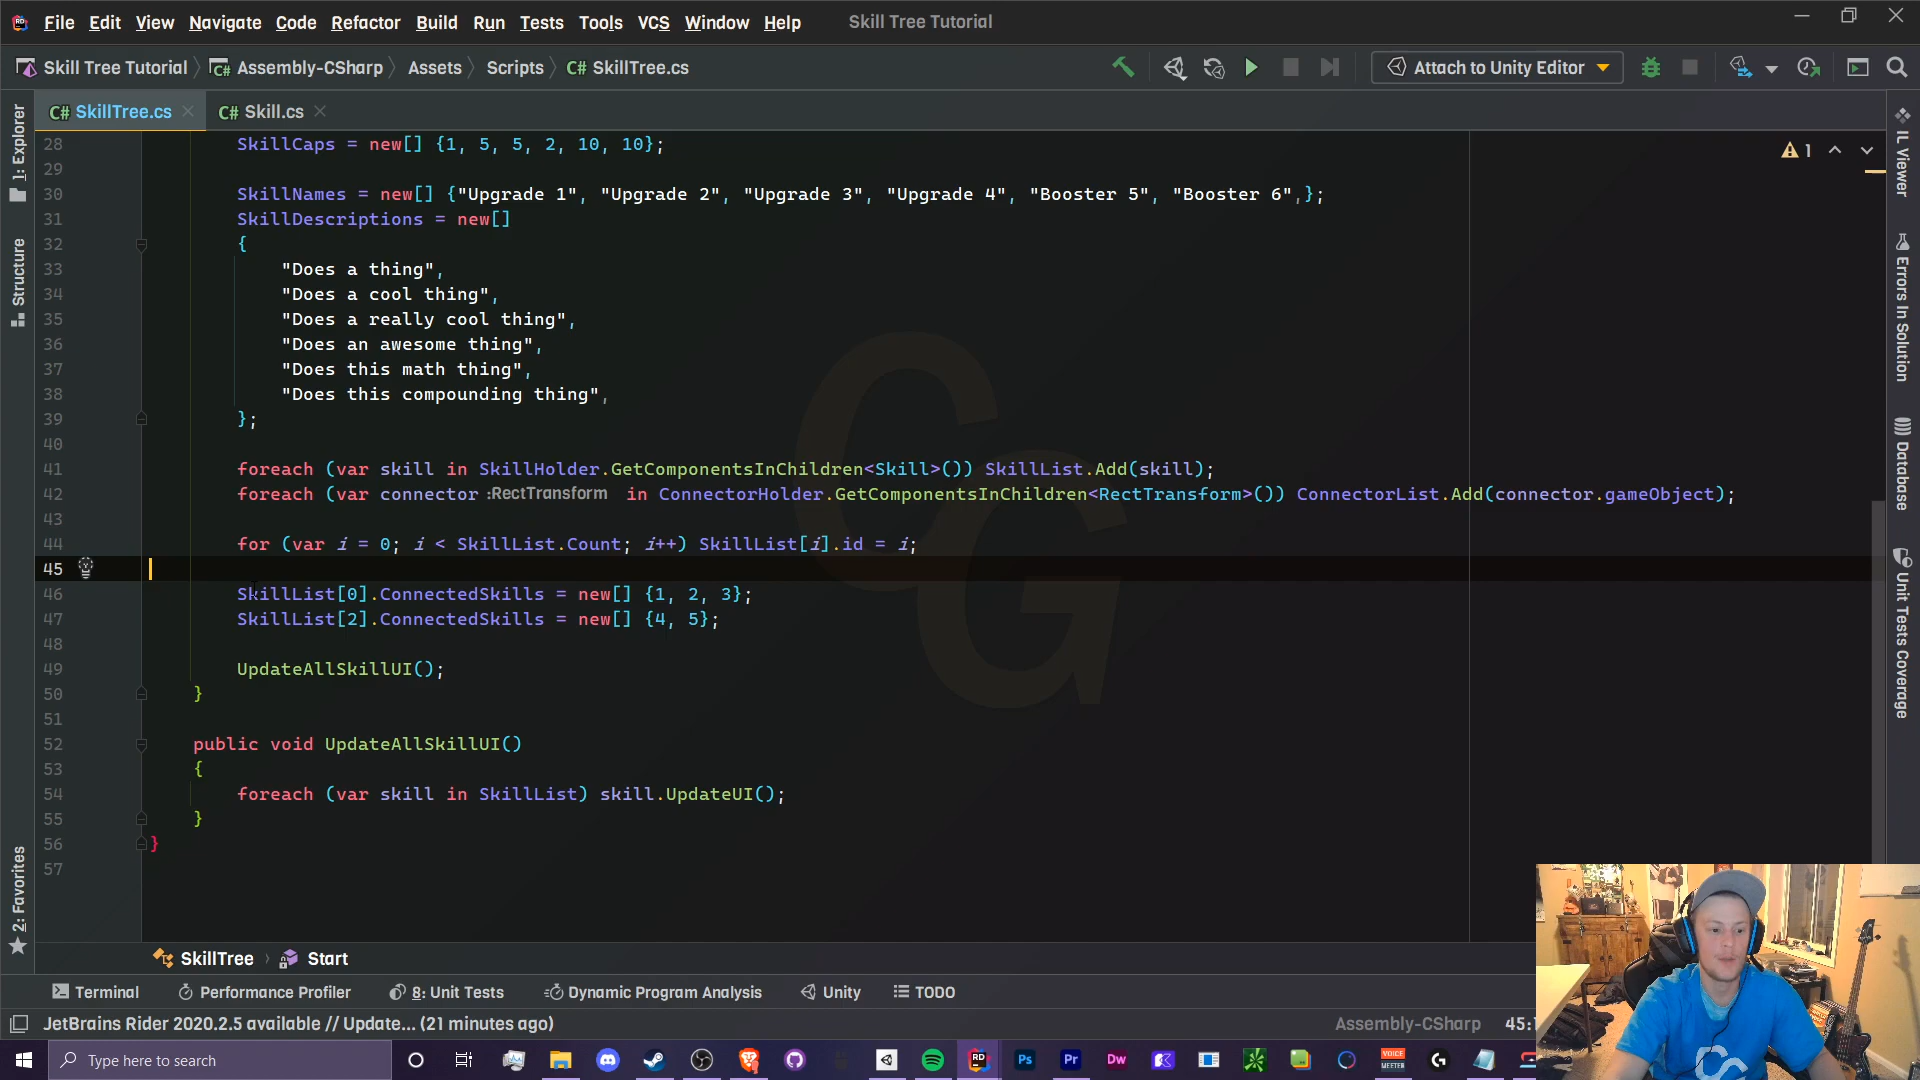 File Edit View Navigate Code Refactor Build Run Tests Tools VCS Window Help Skill Tree Tutorial
Skill Tree Tutorial Assembly-CSharp Assets Scripts C# SkillTree.cs Attach to Unity Editor
C# SkillTree.cs C# Skill.cs
28 SkillCaps = new[] {1, 5, 5, 2, 10, 10};
29
30 SkillNames = new[] {"Upgrade 1", "Upgrade 2", "Upgrade 3", "Upgrade 4", "Booster 5", "Booster 6",};
31 SkillDescriptions = new[]
32 {
33 "Does a thing",
34 "Does a cool thing",
35 "Does a really cool thing",
36 "Does an awesome thing",
37 "Does this math thing",
38 "Does this compounding thing",
39 };
40
41 foreach (var skill in SkillHolder.GetComponentsInChildren<Skill>()) SkillList.Add(skill);
42 foreach (var connector :RectTransform in ConnectorHolder.GetComponentsInChildren<RectTransform>()) ConnectorList.Add(connector.gameObject);
43
44 for (var i = 0; i < SkillList.Count; i++) SkillList[i].id = i;
45
46 SkillList[0].ConnectedSkills = new[] {1, 2, 3};
47 SkillList[2].ConnectedSkills = new[] {4, 5};
48
49 UpdateAllSkillUI();
50 }
51
52 public void UpdateAllSkillUI()
53 {
54 foreach (var skill in SkillList) skill.UpdateUI();
55 }
56 }
57
1
CG
1: Explorer
Structure
2: Favorites
IL Viewer
Errors In Solution
Database
Unit Tests Coverage
SkillTree Start
Terminal Performance Profiler 8: Unit Tests Dynamic Program Analysis Unity TODO
JetBrains Rider 2020.2.5 available // Update... (21 minutes ago) Assembly-CSharp 45:
Type here to search RD Ps Pr Dw VOICE MEETER